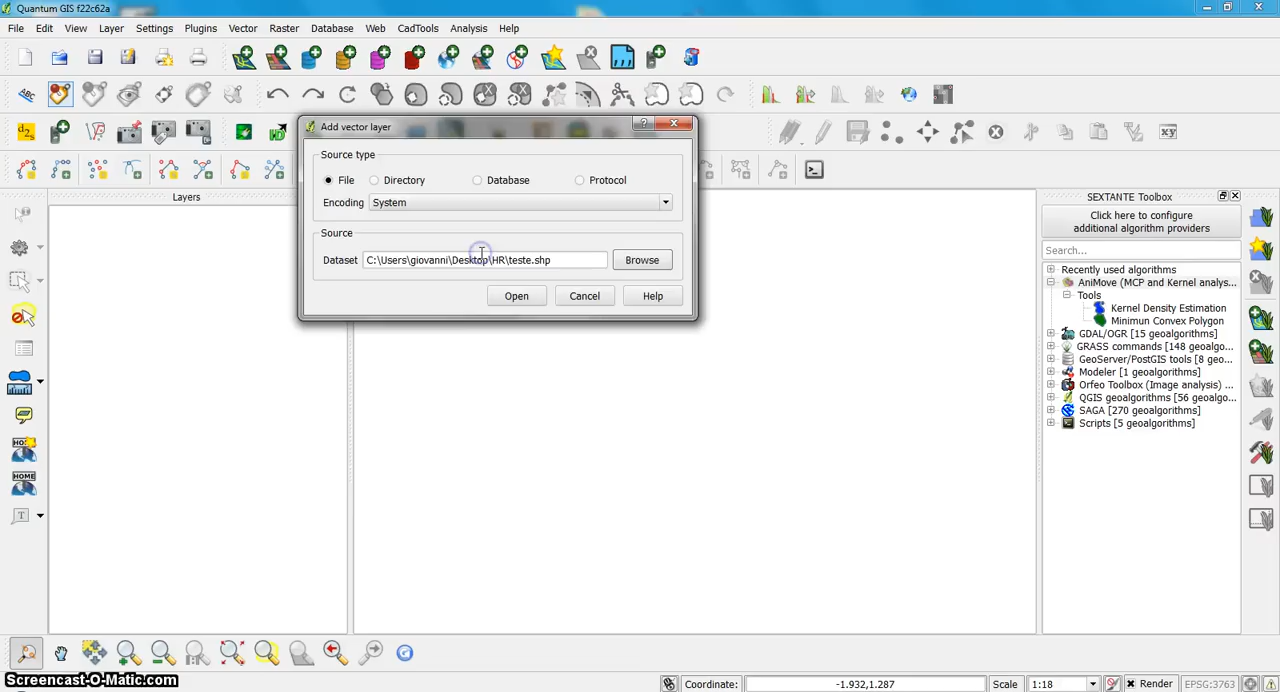 Quantum GIS f22c62a
File Edit View Layer Settings Plugins Vector Raster Database Web CadTools Analysis Help
ABC
Add vector layer
?
Source type
File Directory Database Protocol
Encoding System
Source
Dataset C:\Users\giovanni\Desktop\HR\teste.shp Browse
Open Cancel Help
xy
Layers
SEXTANTE Toolbox
Click here to configure
additional algorithm providers
Search...
Recently used algorithms
AniMove (MCP and Kernel analys...
Tools
Kernel Density Estimation
Minimun Convex Polygon
GDAL/OGR [15 geoalgorithms]
GRASS commands [148 geoalgo...
GeoServer/PostGIS tools [8 geo...
Modeler [1 geoalgorithms]
Orfeo Toolbox (Image analysis) ...
QGIS geoalgorithms [56 geoalgo...
SAGA [270 geoalgorithms]
Scripts [5 geoalgorithms]
HOME
T
Screencast-O-Matic.com
Coordinate: -1.932,1.287 Scale 1:18 Render EPSG:3763